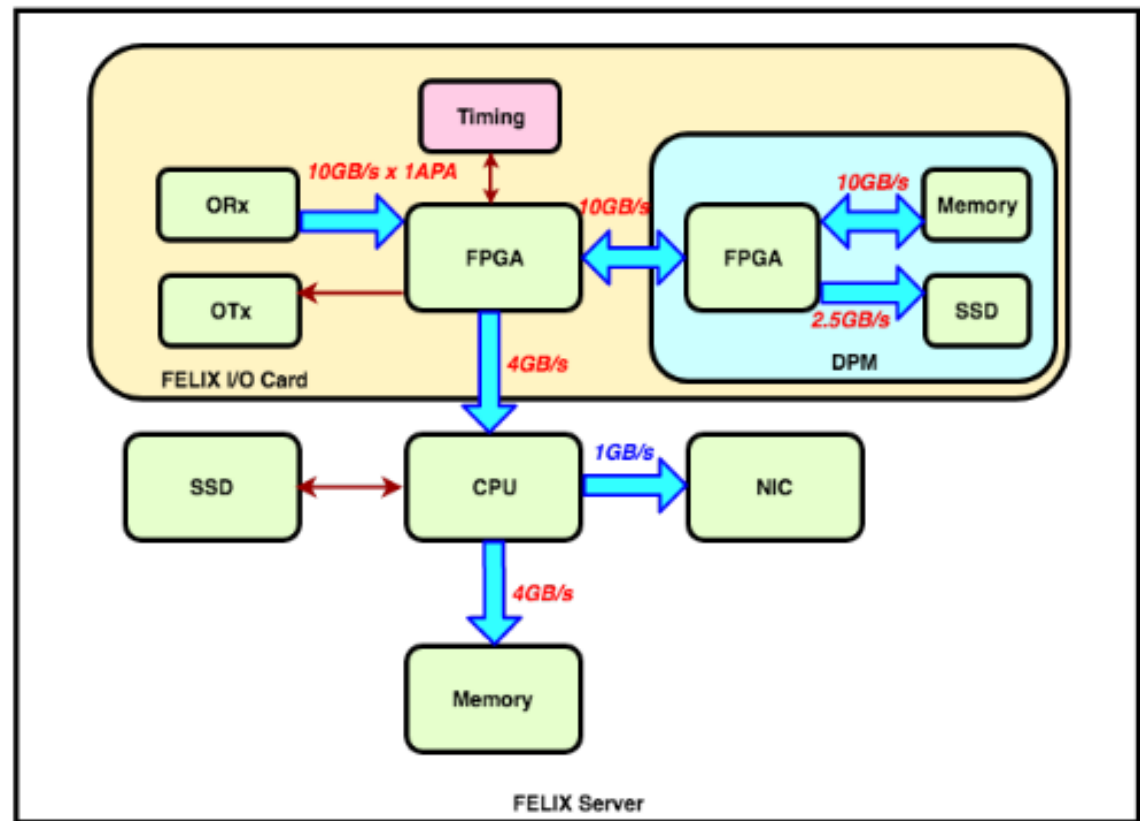 Timing
10GB/s x 1APA
ORx
10GB/s
10GB/s
Memory
FPGA
FPGA
OTx
2.5GB/s
SSD
FELIX I/O Card
4GB/s
DPM
SSD
CPU
1GB/s
NIC
4GB/s
Memory
FELIX Server